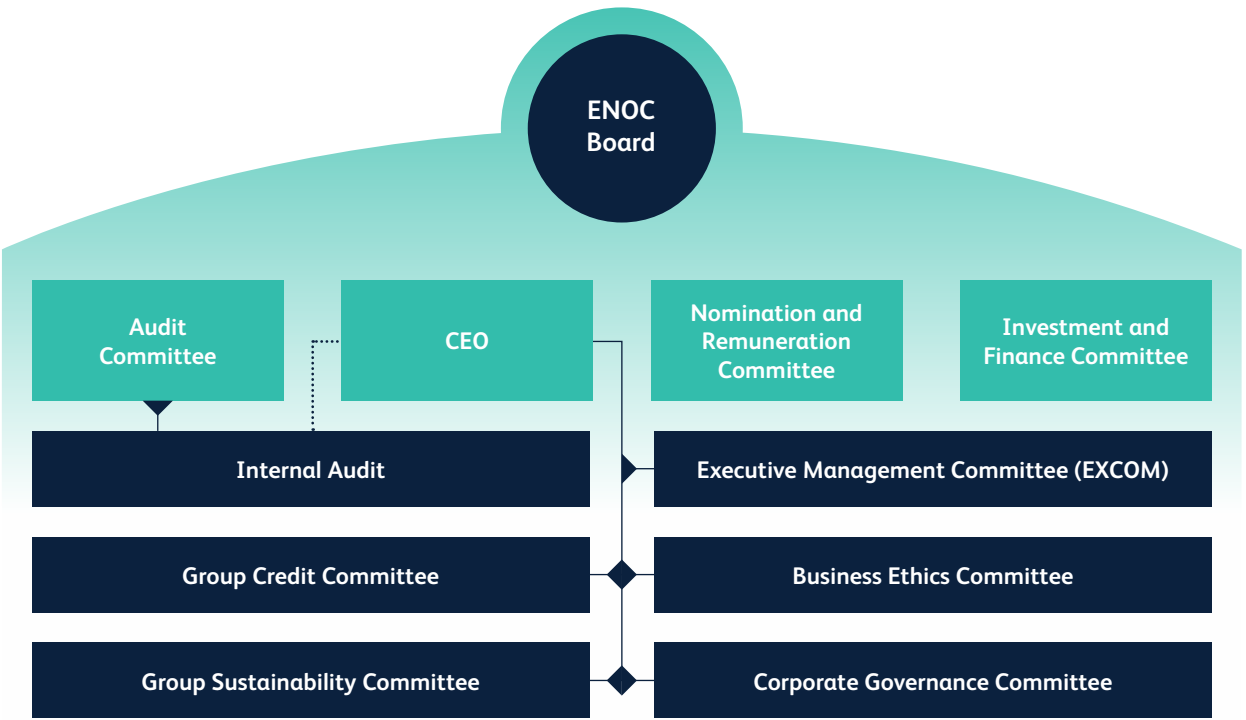 ENOC
Board
Audit
Committee
CEO
Nomination and
Remuneration
Committee
Investment and
Finance Committee
Internal Audit
Executive Management Committee (EXCOM)
Group Credit Committee
Business Ethics Committee
Group Sustainability Committee
Corporate Governance Committee